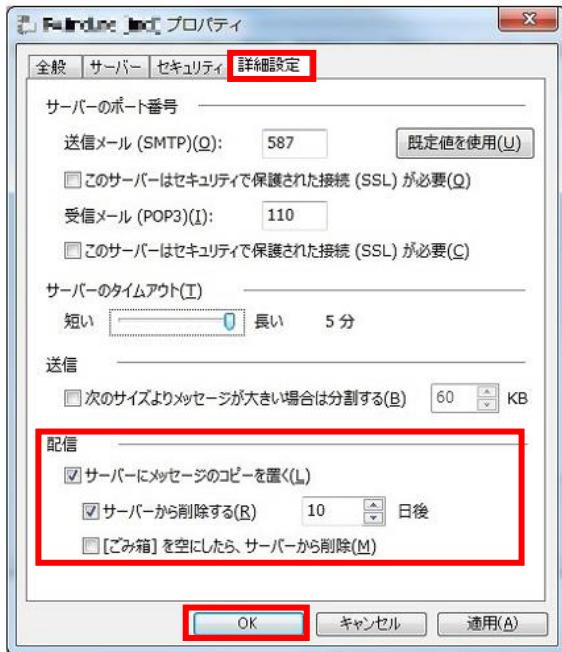 プロパティ
全般 サーバー セキュリティ 詳細設定
サーバーのポート番号
送信メール (SMTP)(O): 587 既定値を使用(U)
このサーバーはセキュリティで保護された接続 (SSL) が必要(Q)
受信メール (POP3)(I): 110
このサーバーはセキュリティで保護された接続 (SSL) が必要(C)
サーバーのタイムアウト(T)
短い 長い 5 分
送信
次のサイズよりメッセージが大きい場合は分割する(B) 60 KB
配信
サーバーにメッセージのコピーを置く(L)
サーバーから削除する(R) 10 日後
[ごみ箱] を空にしたら、サーバーから削除(M)
OK キャンセル 適用(A)